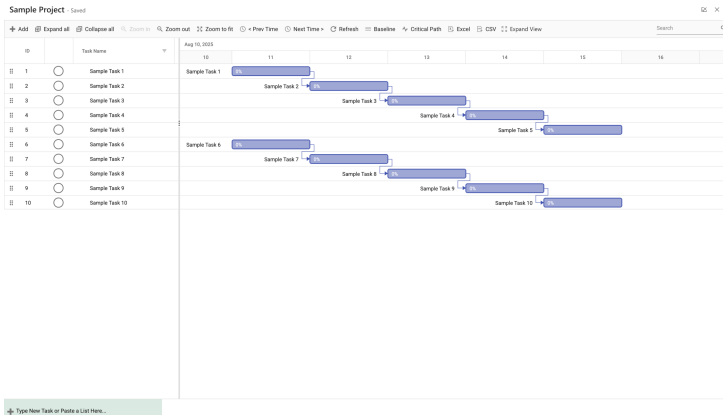 Sample Project - Saved
Add Expand all Collapse all Zoom in Zoom out Zoom to fit < Prev Time Next Time > Refresh Baseline Critical Path Excel CSV Expand View Search
Aug 10, 2025
ID Task Name 10 11 12 13 14 15 16
1 Sample Task 1 Sample Task 1 0%
2 Sample Task 2 Sample Task 2 0%
3 Sample Task 3 Sample Task 3 0%
4 Sample Task 4 Sample Task 4 0%
5 Sample Task 5 Sample Task 5 0%
6 Sample Task 6 Sample Task 6 0%
7 Sample Task 7 Sample Task 7 0%
8 Sample Task 8 Sample Task 8 0%
9 Sample Task 9 Sample Task 9 0%
10 Sample Task 10 Sample Task 10 0%
Type New Task or Paste a List Here...